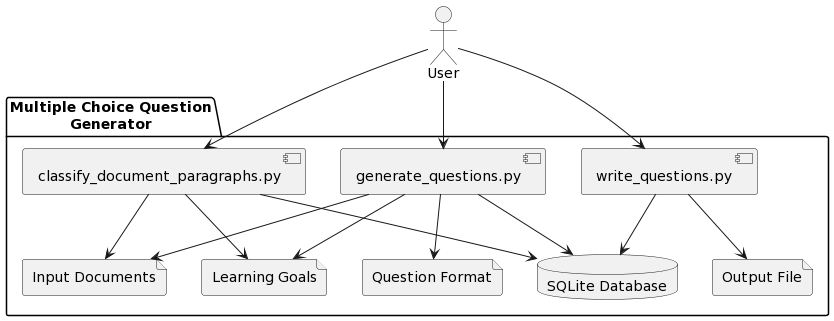 User
Multiple Choice Question
Generator
classify_document_paragraphs.py
generate_questions.py
write_questions.py
Input Documents
Learning Goals
Question Format
SQLite Database
Output File